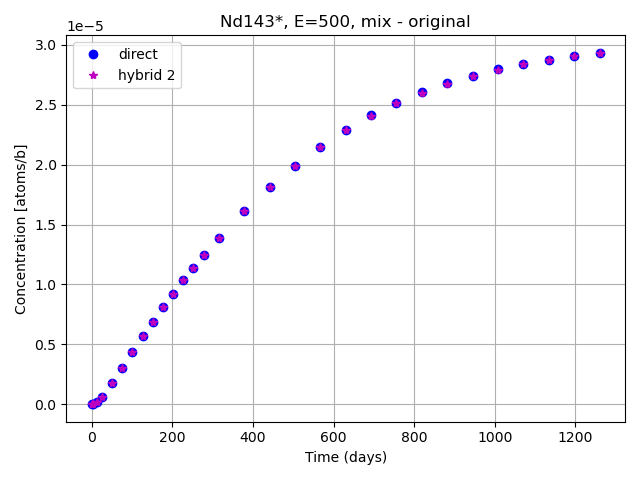 Nd143*, E=500, mix - original
1e−5
direct
hybrid 2
3.0
2.5
2.0
1.5
1.0
0.5
0.0
Concentration [atoms/b]
0 200 400 600 800 1000 1200
Time (days)